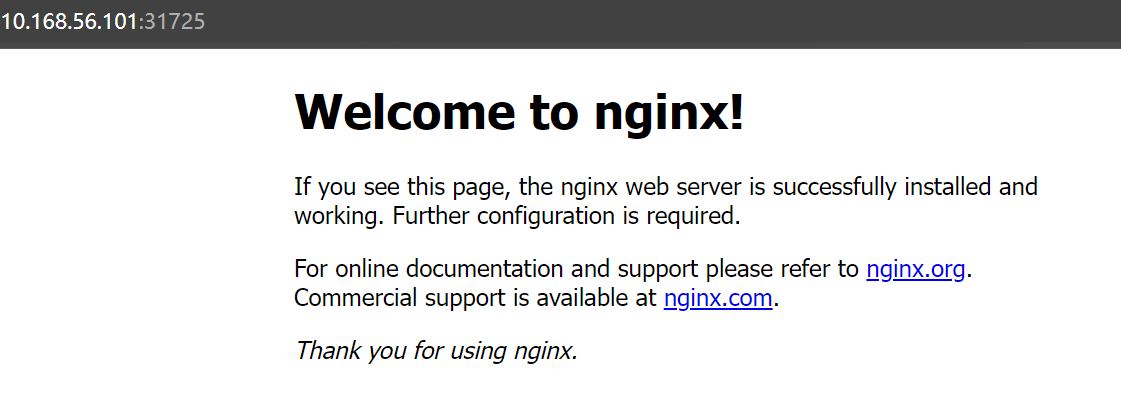 10.168.56.101:31725
Welcome to nginx!
If you see this page, the nginx web server is successfully installed and
working. Further configuration is required.
For online documentation and support please refer to nginx.org.
Commercial support is available at nginx.com.
Thank you for using nginx.